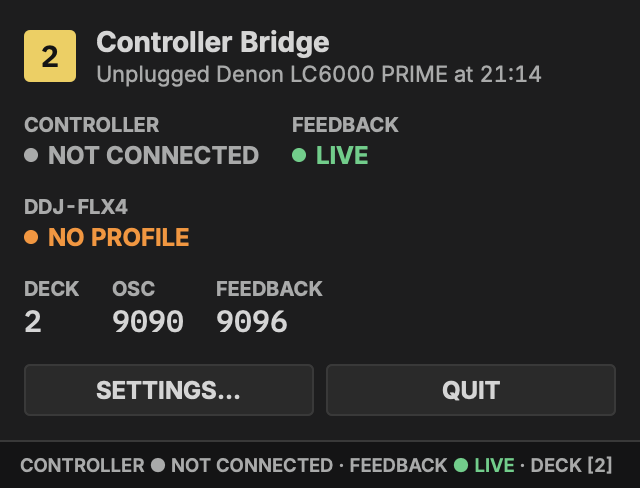 2
Controller Bridge
Unplugged Denon LC6000 PRIME at 21:14
CONTROLLER FEEDBACK
NOT CONNECTED LIVE
DDJ-FLX4
NO PROFILE
DECK OSC FEEDBACK
2 9090 9096
SETTINGS... QUIT
CONTROLLER ● NOT CONNECTED · FEEDBACK ● LIVE · DECK [2]